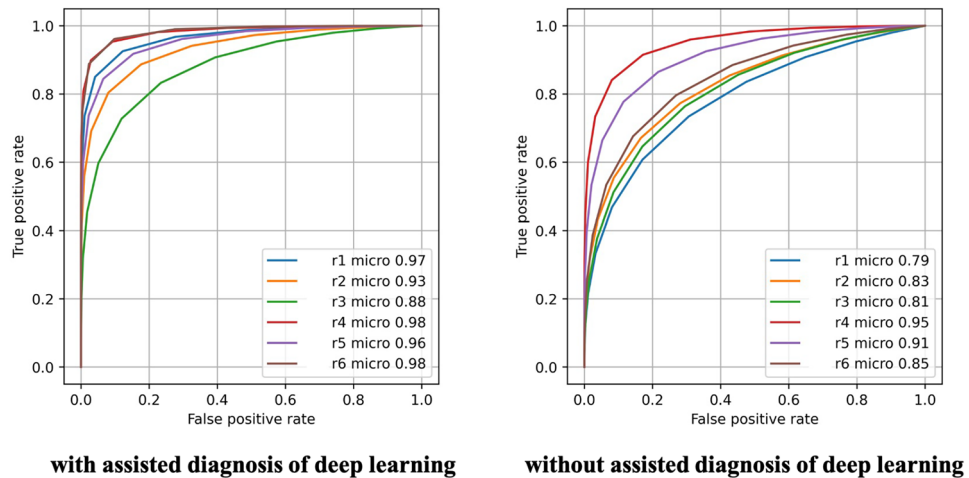 1.0
0.8
0.6
0.4
0.2
0.0
True positive rate
0.0 0.2 0.4 0.6 0.8 1.0
False positive rate
r1 micro 0.97
r2 micro 0.93
r3 micro 0.88
r4 micro 0.98
r5 micro 0.96
r6 micro 0.98
with assisted diagnosis of deep learning
1.0
0.8
0.6
0.4
0.2
0.0
True positive rate
0.0 0.2 0.4 0.6 0.8 1.0
False positive rate
r1 micro 0.79
r2 micro 0.83
r3 micro 0.81
r4 micro 0.95
r5 micro 0.91
r6 micro 0.85
without assisted diagnosis of deep learning